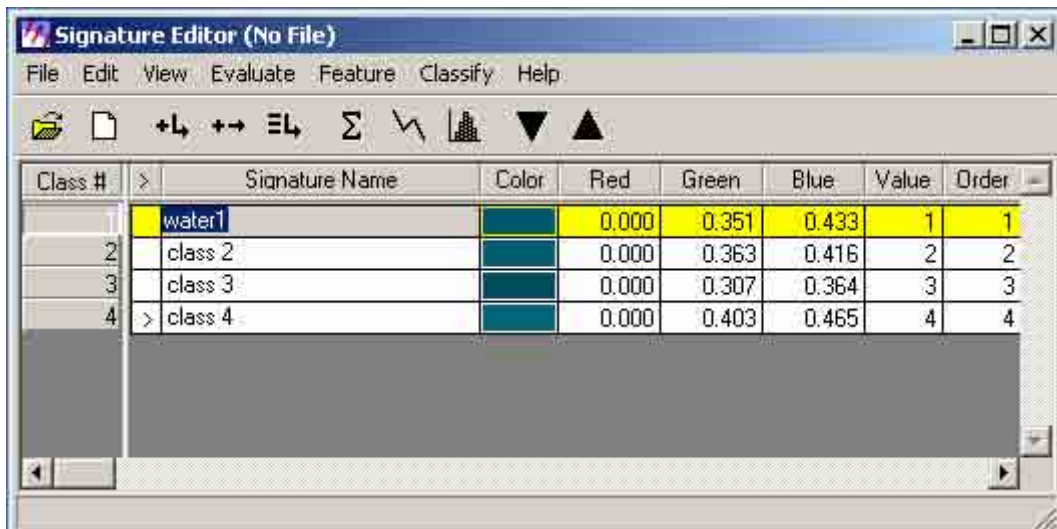 Signature Editor (No File)
File Edit View Evaluate Feature Classify Help
Class # > Signature Name Color Red Green Blue Value Order
1 water1 0.000 0.351 0.433 1 1
2 class 2 0.000 0.363 0.416 2 2
3 class 3 0.000 0.307 0.364 3 3
4 > class 4 0.000 0.403 0.465 4 4